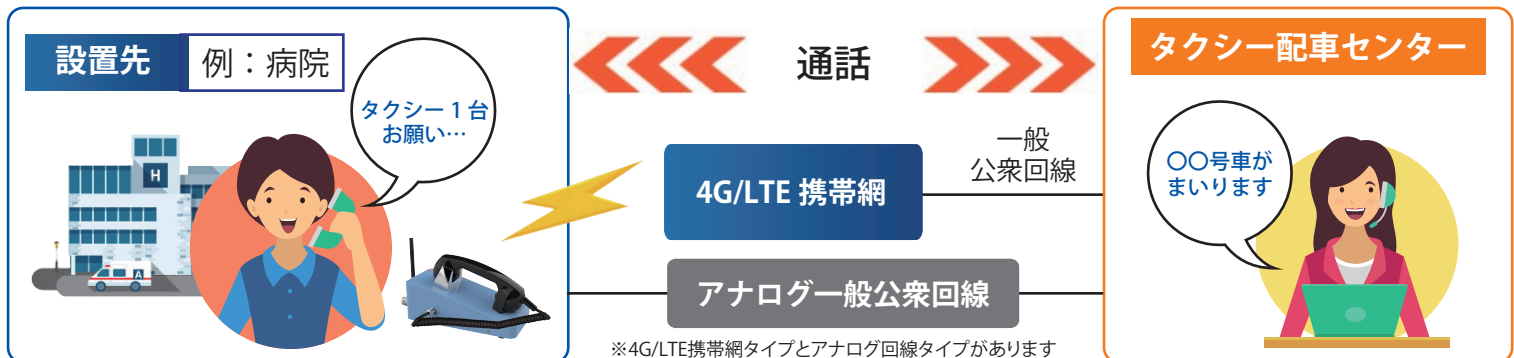 設置先
例：病院
タクシー1台
お願い…
H
A
通話
4G/LTE 携帯網
一般
公衆回線
アナログ一般公衆回線
※4G/LTE携帯網タイプとアナログ回線タイプがあります
タクシー配車センター
〇〇号車が
まいります